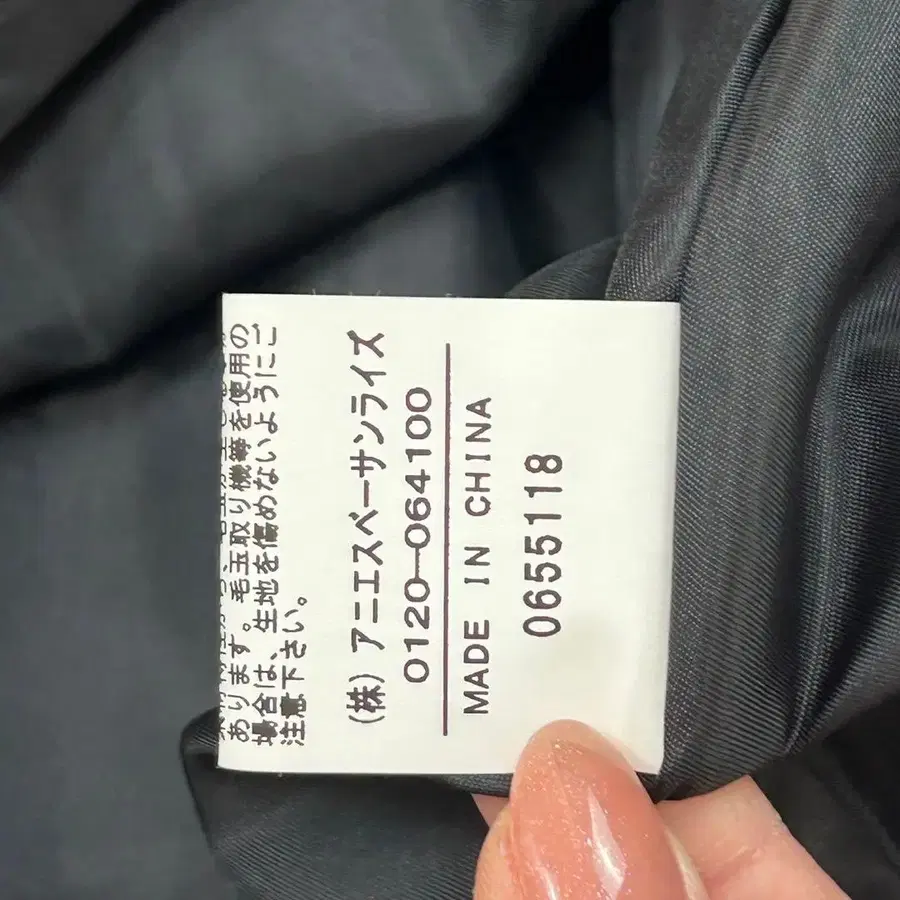 あります。毛玉取り機等を使用の
場合は、生地を傷めないようにご
注意下さい。
(株)アニエスベーサンライズ
0120-064100
MADE IN CHINA
0655118